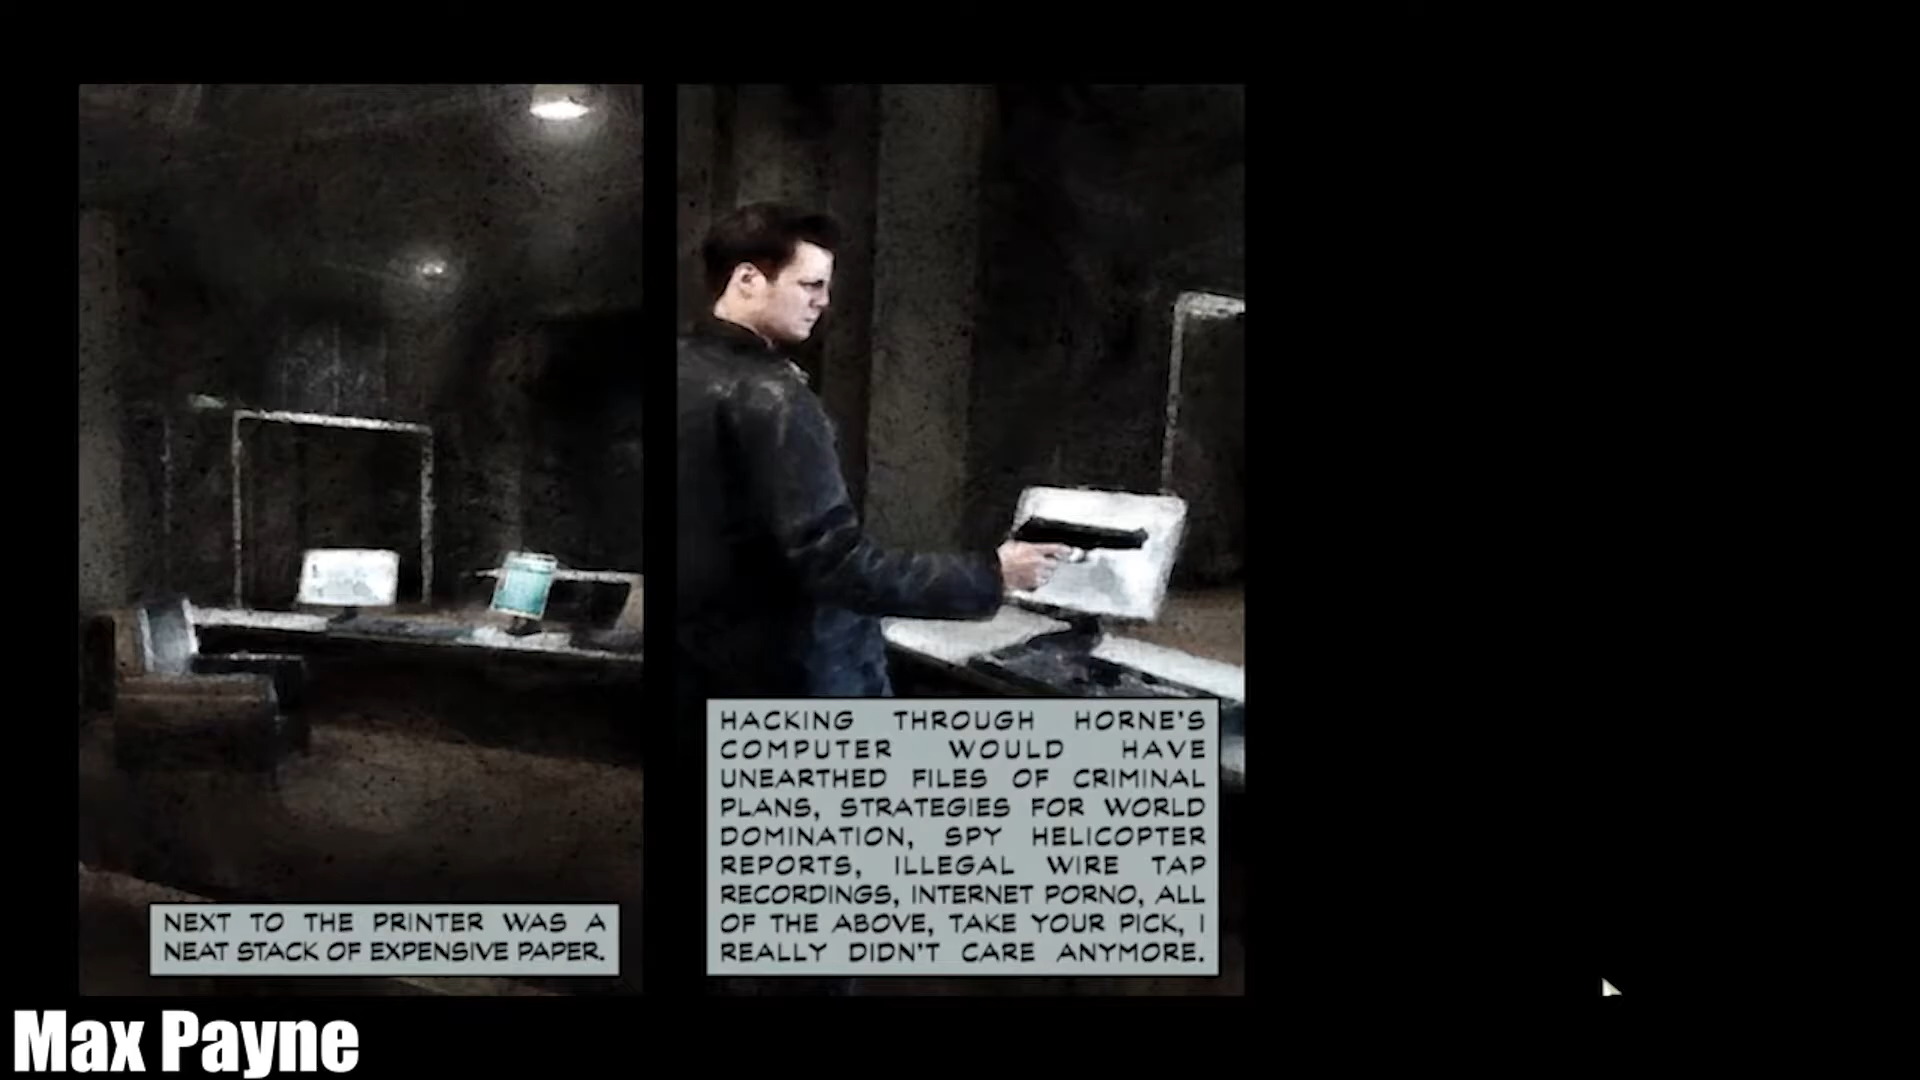 NEXT TO THE PRINTER WAS A
NEAT STACK OF EXPENSIVE PAPER.
HACKING THROUGH HORNE'S
COMPUTER WOULD HAVE
UNEARTHED FILES OF CRIMINAL
PLANS, STRATEGIES FOR WORLD
DOMINATION, SPY HELICOPTER
REPORTS, ILLEGAL WIRE TAP
RECORDINGS, INTERNET PORNO, ALL
OF THE ABOVE, TAKE YOUR PICK, I
REALLY DIDN'T CARE ANYMORE.
Max Payne